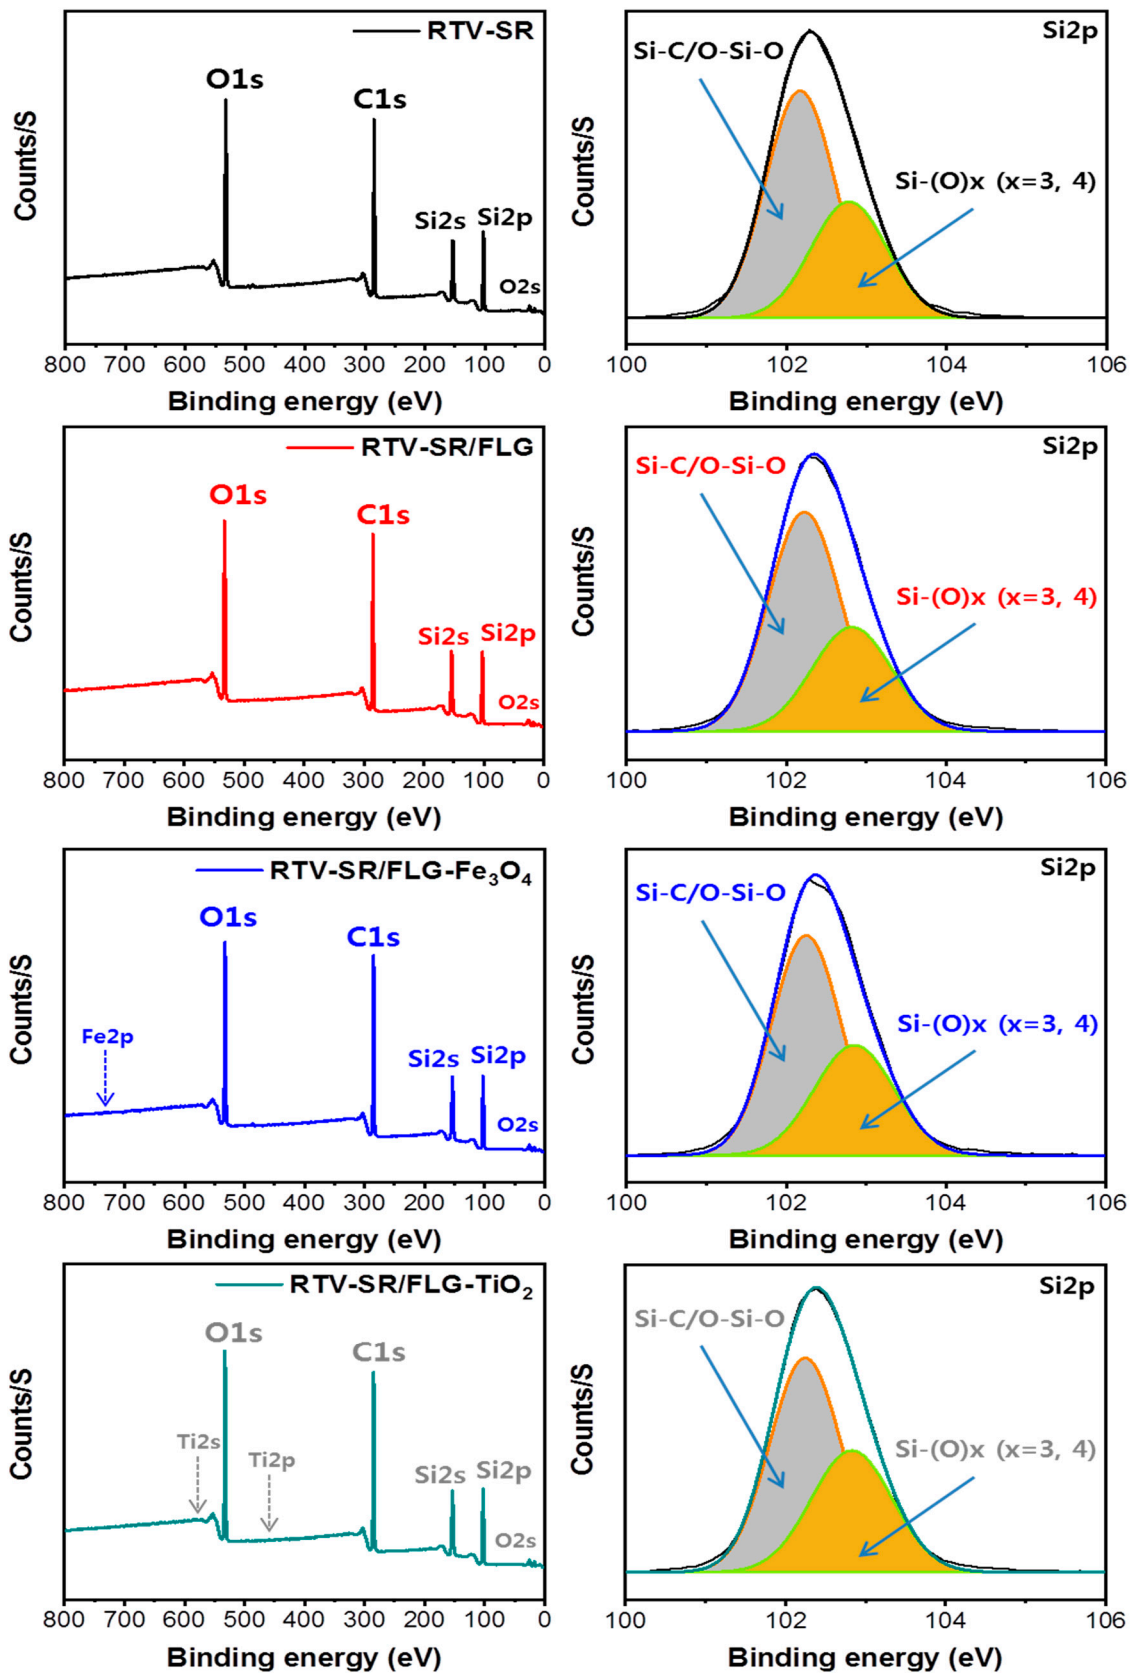 RTV-SR
O1s
C1s
Si2s
Si2p
O2s
Counts/S
800 700 600 500 400 300 200 100 0
Binding energy (eV)
Si2p
Si-C/O-Si-O
Si-(O)x (x=3, 4)
Counts/S
100 102 104 106
Binding energy (eV)
RTV-SR/FLG
O1s
C1s
Si2s
Si2p
O2s
Counts/S
800 700 600 500 400 300 200 100 0
Binding energy (eV)
Si2p
Si-C/O-Si-O
Si-(O)x (x=3, 4)
Counts/S
100 102 104 106
Binding energy (eV)
RTV-SR/FLG-Fe₃O₄
O1s
C1s
Fe2p
Si2s
Si2p
O2s
Counts/S
800 700 600 500 400 300 200 100 0
Binding energy (eV)
Si2p
Si-C/O-Si-O
Si-(O)x (x=3, 4)
Counts/S
100 102 104 106
Binding energy (eV)
RTV-SR/FLG-TiO₂
O1s
C1s
Ti2s
Ti2p
Si2s
Si2p
O2s
Counts/S
800 700 600 500 400 300 200 100 0
Binding energy (eV)
Si2p
Si-C/O-Si-O
Si-(O)x (x=3, 4)
Counts/S
100 102 104 106
Binding energy (eV)